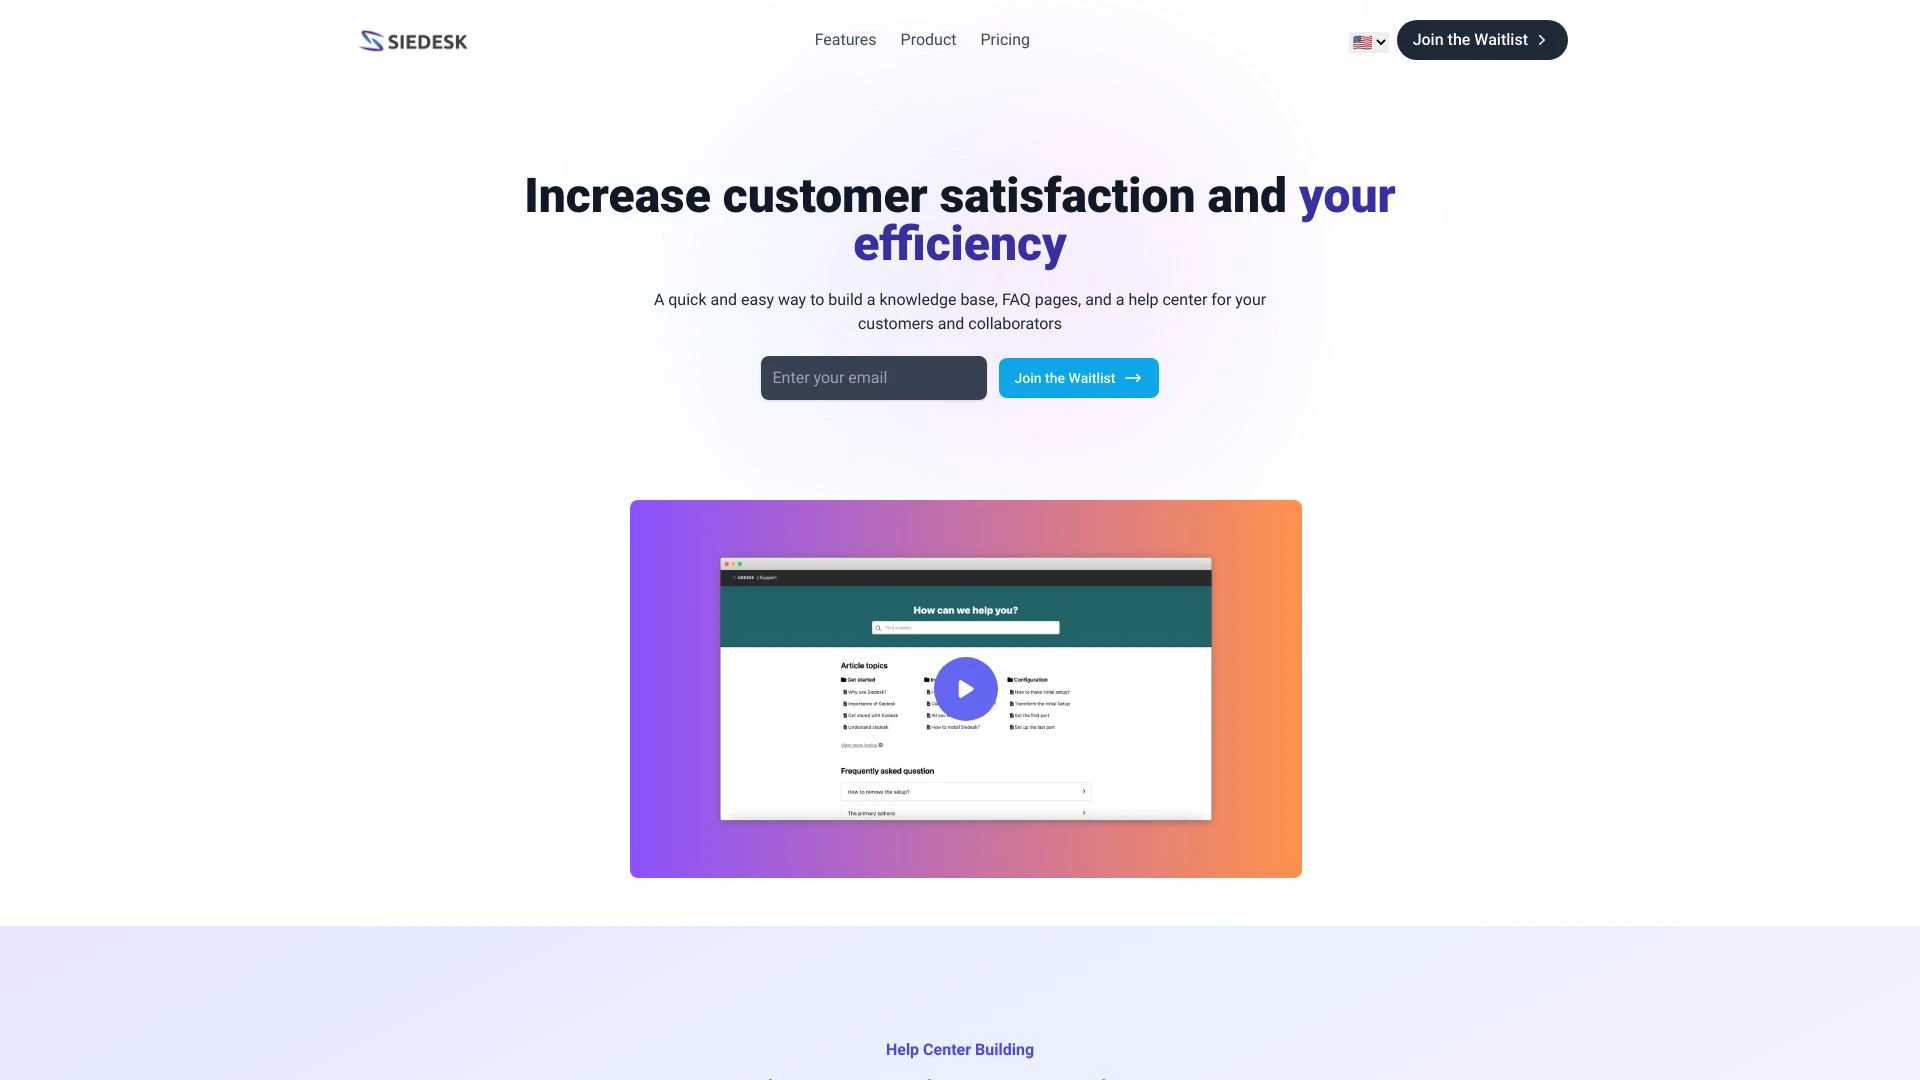 SIEDESK
Features
Product
Pricing
Join the Waitlist
Increase customer satisfaction and your
efficiency
A quick and easy way to build a knowledge base, FAQ pages, and a help center for your
customers and collaborators
Enter your email
Join the Waitlist
SIEDESK | Support
How can we help you?
Find answers
Article topics
Get started
Why use Siedesk?
Importance of Siedesk
Get stared with Siedesk
Understand siedesk
How to install Siedesk?
Configuration
How to make initial setup?
Transform the initial Setup
Set the first part
Set up the last part
View more topics
Frequently asked question
How to remove the setup?
The primary options
Help Center Building